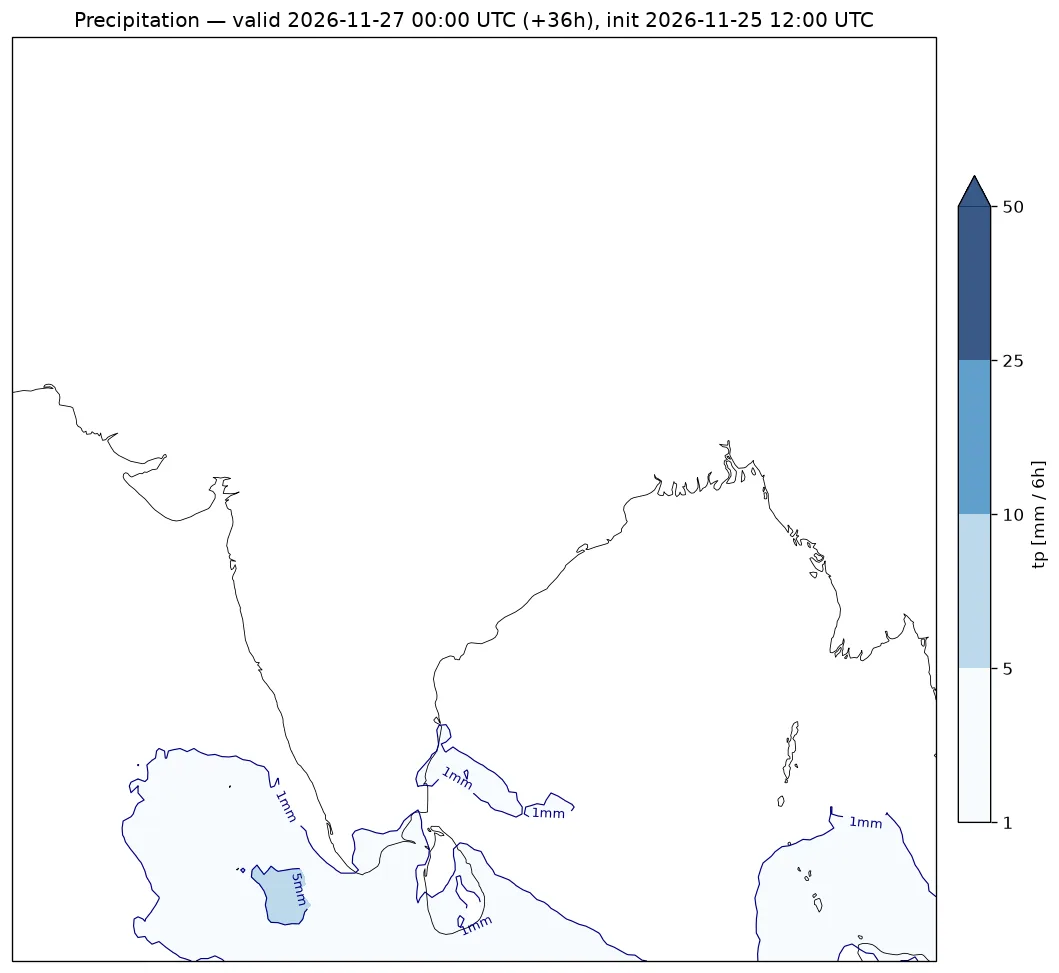 Precipitation — valid 2026-11-27 00:00 UTC (+36h), init 2026-11-25 12:00 UTC
50
25
10
5
1
tp [mm / 6h]
1mm
1mm
1mm
1mm
5mm
1mm